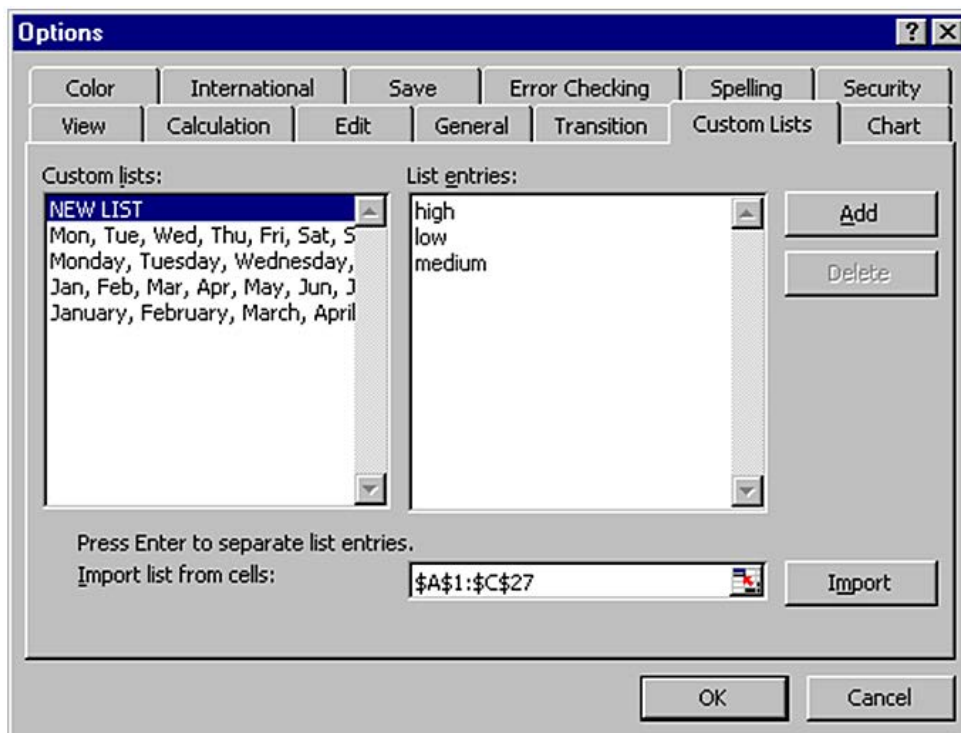 Options
Color International Save Error Checking Spelling Security
View Calculation Edit General Transition Custom Lists Chart
Custom lists:
NEW LIST
Mon, Tue, Wed, Thu, Fri, Sat, S
Monday, Tuesday, Wednesday,
Jan, Feb, Mar, Apr, May, Jun, J
January, February, March, April
List entries:
high
low
medium
Add
Delete
Press Enter to separate list entries.
Import list from cells: $A$1:$C$27 Import
OK Cancel